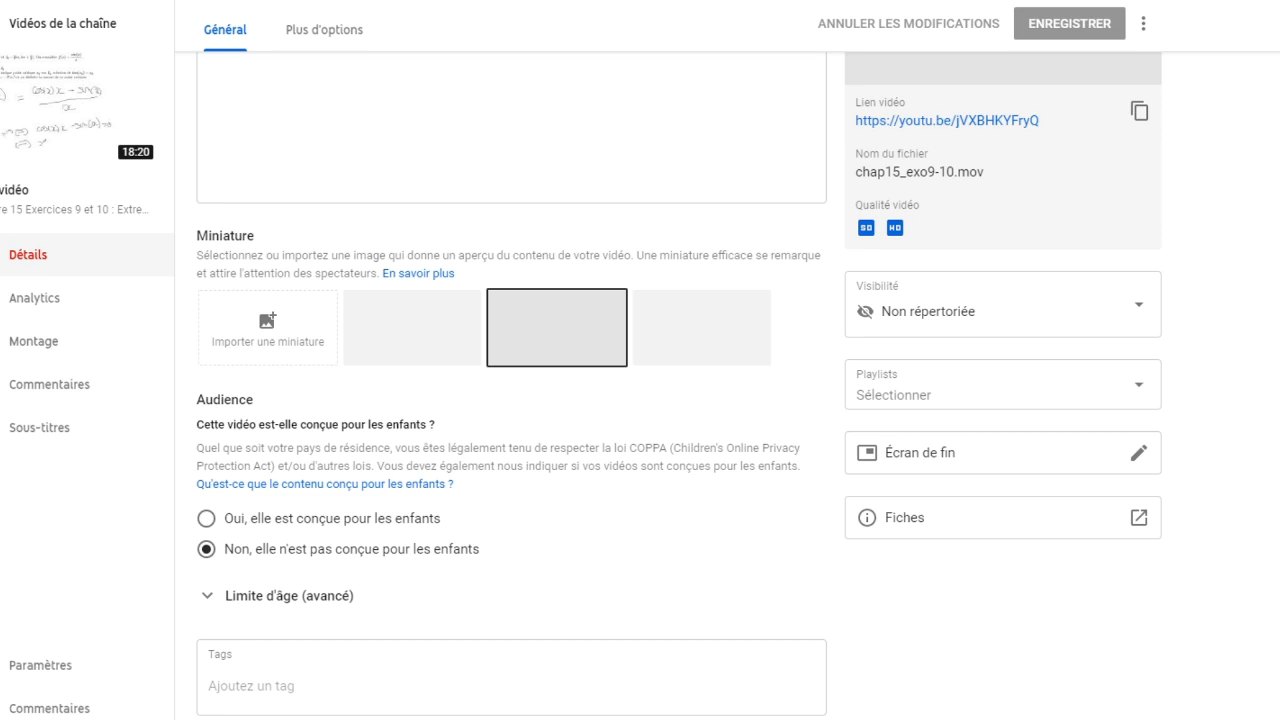 Vidéos de la chaîne
Général
Plus d'options
ANNULER LES MODIFICATIONS
ENREGISTRER
18:20
vidéo
re 15 Exercices 9 et 10 : Extre...
Détails
Analytics
Montage
Commentaires
Sous-titres
Paramètres
Commentaires
Miniature
Sélectionnez ou importez une image qui donne un aperçu du contenu de votre vidéo. Une miniature efficace se remarque
et attire l'attention des spectateurs. En savoir plus
Importer une miniature
Audience
Cette vidéo est-elle conçue pour les enfants ?
Quel que soit votre pays de résidence, vous êtes légalement tenu de respecter la loi COPPA (Children's Online Privacy
Protection Act) et/ou d'autres lois. Vous devez également nous indiquer si vos vidéos sont conçues pour les enfants.
Qu'est-ce que le contenu conçu pour les enfants ?
Oui, elle est conçue pour les enfants
Non, elle n'est pas conçue pour les enfants
Limite d'âge (avancé)
Tags
Ajoutez un tag
Lien vidéo
https://youtu.be/jVXBHKYFryQ
Nom du fichier
chap15_exo9-10.mov
Qualité vidéo
SD HD
Visibilité
Non répertoriée
Playlists
Sélectionner
Écran de fin
Fiches